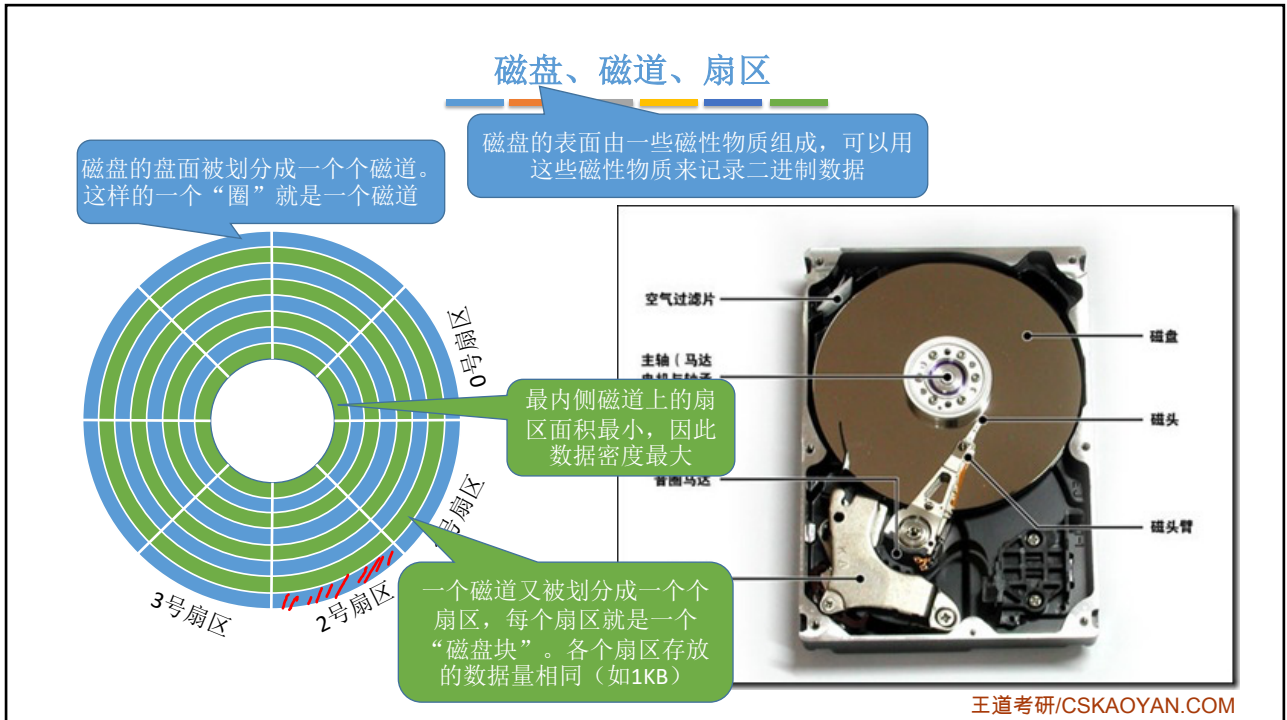 磁盘、磁道、扇区
磁盘的表面由一些磁性物质组成，可以用
这些磁性物质来记录二进制数据
磁盘的盘面被划分成一个个磁道。
这样的一个“圈”就是一个磁道
0号扇区
号扇区
2号扇区
3号扇区
最内侧磁道上的扇
区面积最小，因此
数据密度最大
一个磁道又被划分成一个个
扇区，每个扇区就是一个
“磁盘块”。各个扇区存放
的数据量相同（如1KB）
空气过滤片
主轴（马达
音圈马达
磁盘
磁头
磁头臂
王道考研/CSKAOYAN.COM